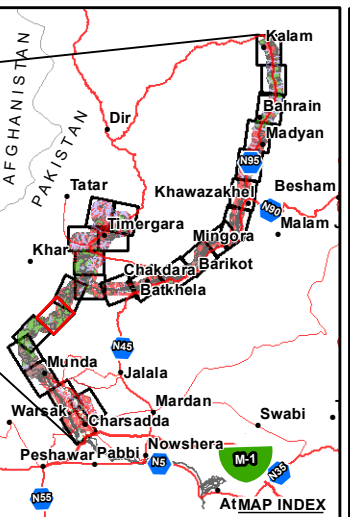 Kalam
AFGHANISTAN
PAKISTAN
Dir
Bahrain
Madyan
N95
Tatar
Khawazakhel
Besham
N90
Timergara
Malam
Khar
Mingora
Chakdara
Barikot
Batkhela
N45
Munda
Jalala
Warsak
Mardan
Charsadda
Swabi
Nowshera
Peshawar
Pabbi
N5
M-1
N35
N55
At
MAP INDEX